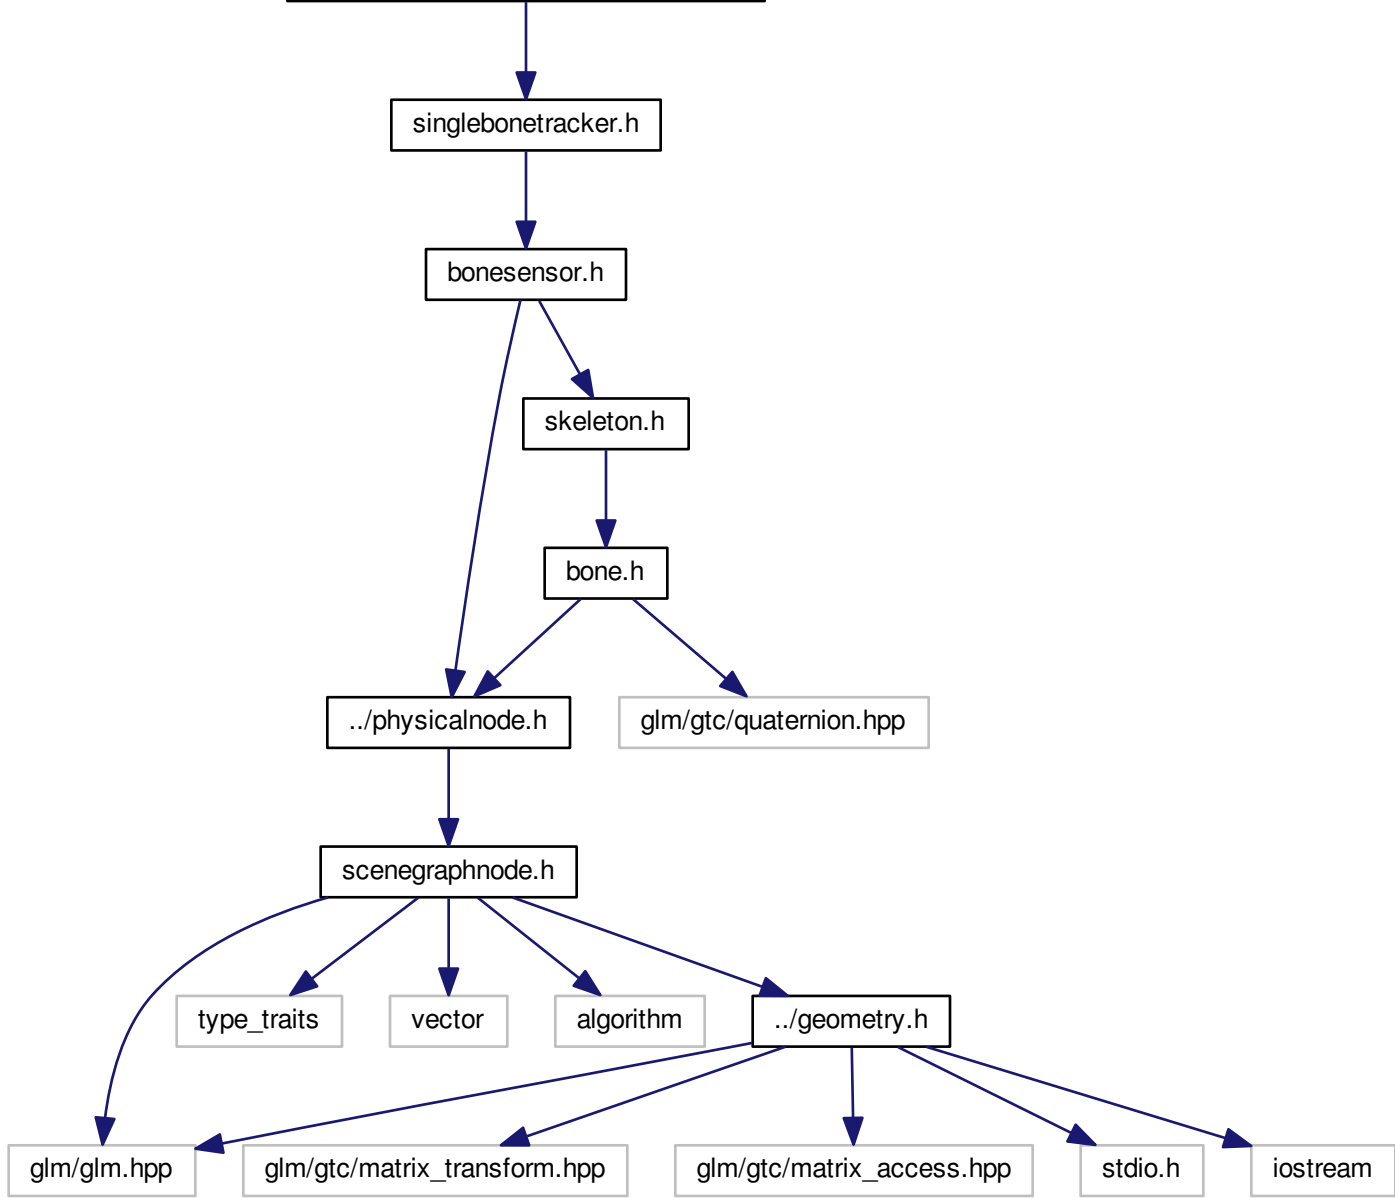 singlebonetracker.h
bonesensor.h
skeleton.h
bone.h
../physicalnode.h
glm/gtc/quaternion.hpp
scenegraphnode.h
type_traits
vector
algorithm
../geometry.h
glm/glm.hpp
glm/gtc/matrix_transform.hpp
glm/gtc/matrix_access.hpp
stdio.h
iostream